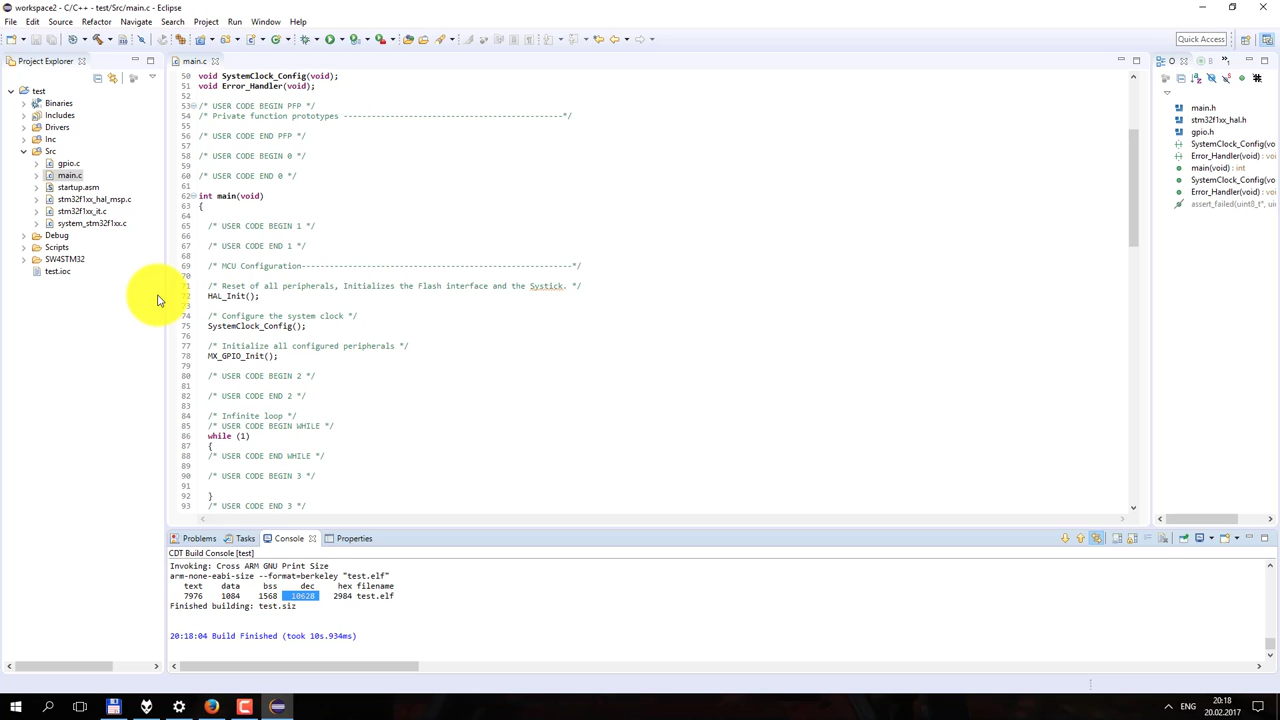 workspace2 - C/C++ - test/Src/main.c - Eclipse
File Edit Source Refactor Navigate Search Project Run Window Help
Quick Access
Project Explorer
main.c
O
test
Binaries
Includes
Drivers
Inc
Src
gpio.c
main.c
startup.asm
stm32f1xx_hal_msp.c
stm32f1xx_it.c
system_stm32f1xx.c
Debug
Scripts
SW4STM32
test.ioc
50 void SystemClock_Config(void);
51 void Error_Handler(void);
52
53 /* USER CODE BEGIN PFP */
54 /* Private function prototypes -----------------------------------------------*/
55
56 /* USER CODE END PFP */
57
58 /* USER CODE BEGIN 0 */
59
60 /* USER CODE END 0 */
61
62 int main(void)
63 {
64
65 /* USER CODE BEGIN 1 */
66
67 /* USER CODE END 1 */
68
69 /* MCU Configuration----------------------------------------------------------*/
70
71 /* Reset of all peripherals, Initializes the Flash interface and the Systick. */
72 HAL_Init();
73
74 /* Configure the system clock */
75 SystemClock_Config();
76
77 /* Initialize all configured peripherals */
78 MX_GPIO_Init();
79
80 /* USER CODE BEGIN 2 */
81
82 /* USER CODE END 2 */
83
84 /* Infinite loop */
85 /* USER CODE BEGIN WHILE */
86 while (1)
87 {
88 /* USER CODE END WHILE */
89
90 /* USER CODE BEGIN 3 */
91
92 }
93 /* USER CODE END 3 */
main.h
stm32f1xx_hal.h
gpio.h
SystemClock_Config(vo
Error_Handler(void) : vo
main(void) : int
SystemClock_Config(vo
Error_Handler(void) : vo
assert_failed(uint8_t*, ui
Problems Tasks Console Properties
CDT Build Console [test]
Invoking: Cross ARM GNU Print Size
arm-none-eabi-size --format=berkeley "test.elf"
text data bss dec hex filename
7976 1084 1568 10628 2984 test.elf
Finished building: test.siz
20:18:04 Build Finished (took 10s.934ms)
ENG
20:18
20.02.2017